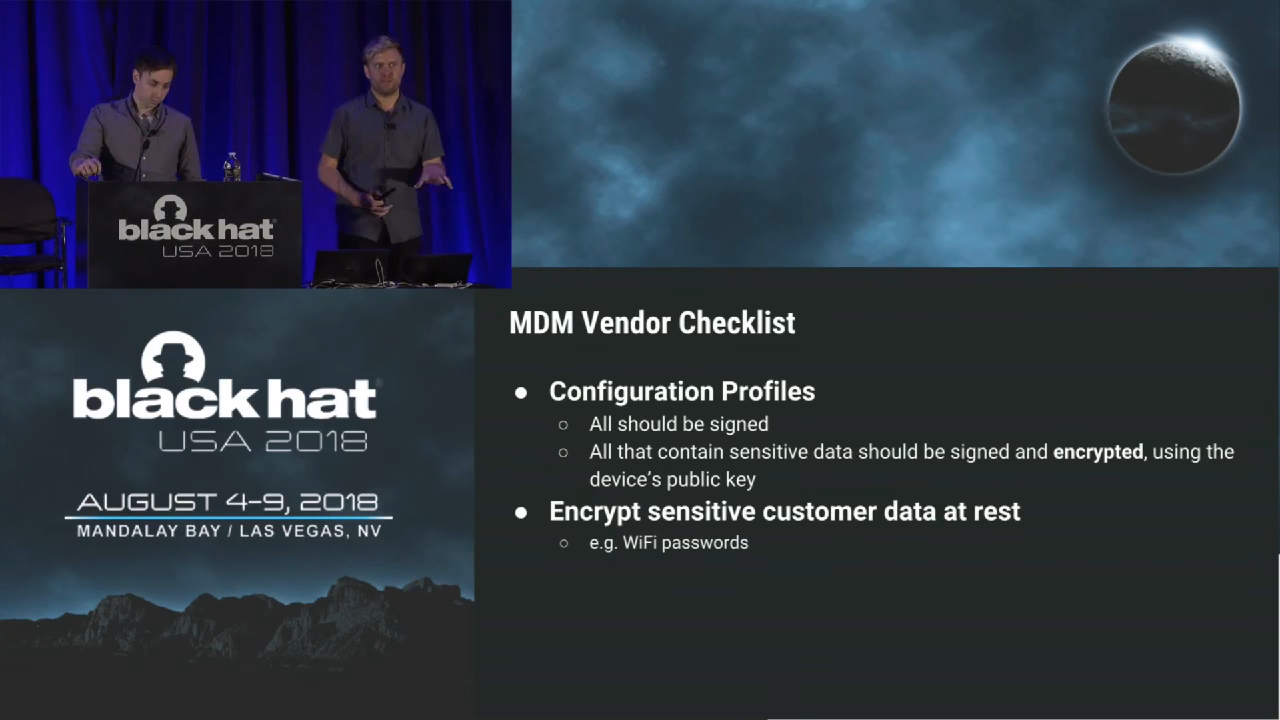 black hat
USA 2018
black hat
USA 2018
AUGUST 4-9, 2018
MANDALAY BAY / LAS VEGAS, NV
MDM Vendor Checklist
● Configuration Profiles
○ All should be signed
○ All that contain sensitive data should be signed and encrypted, using the
device's public key
● Encrypt sensitive customer data at rest
○ e.g. WiFi passwords